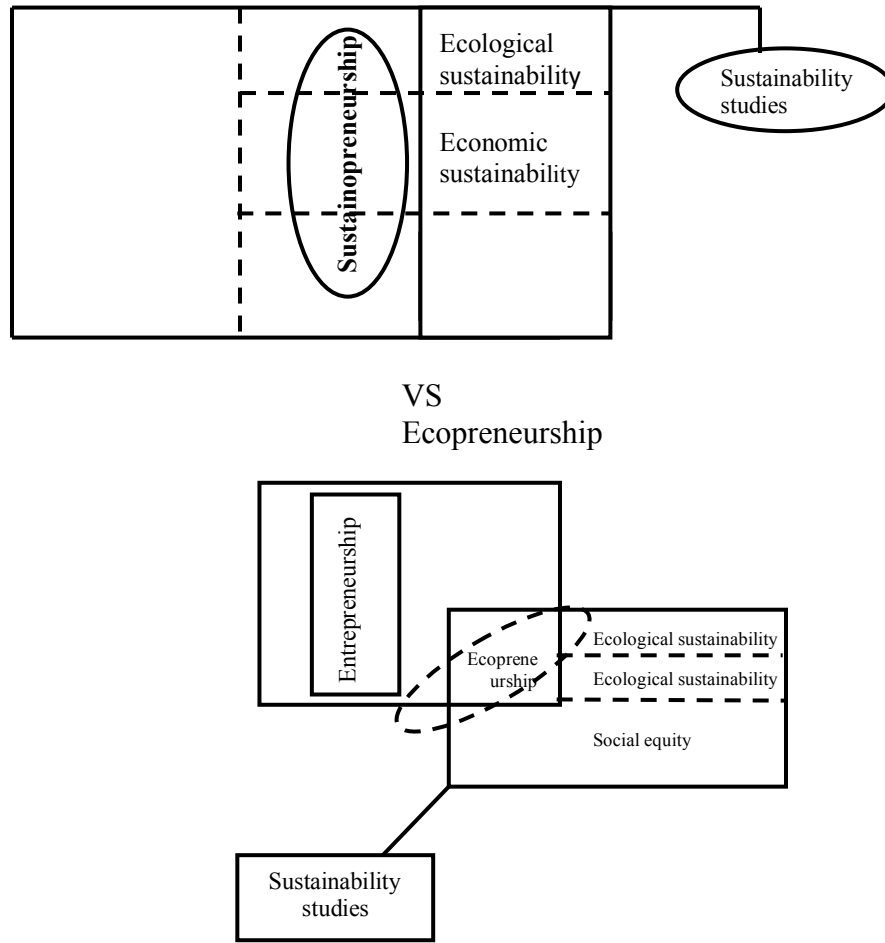 Ecological
sustainability
Economic
sustainability
Sustainopreneurship
Sustainability
studies
VS
Ecopreneurship
Entrepreneurship
Ecoprene
urship
Ecological sustainability
Ecological sustainability
Social equity
Sustainability
studies